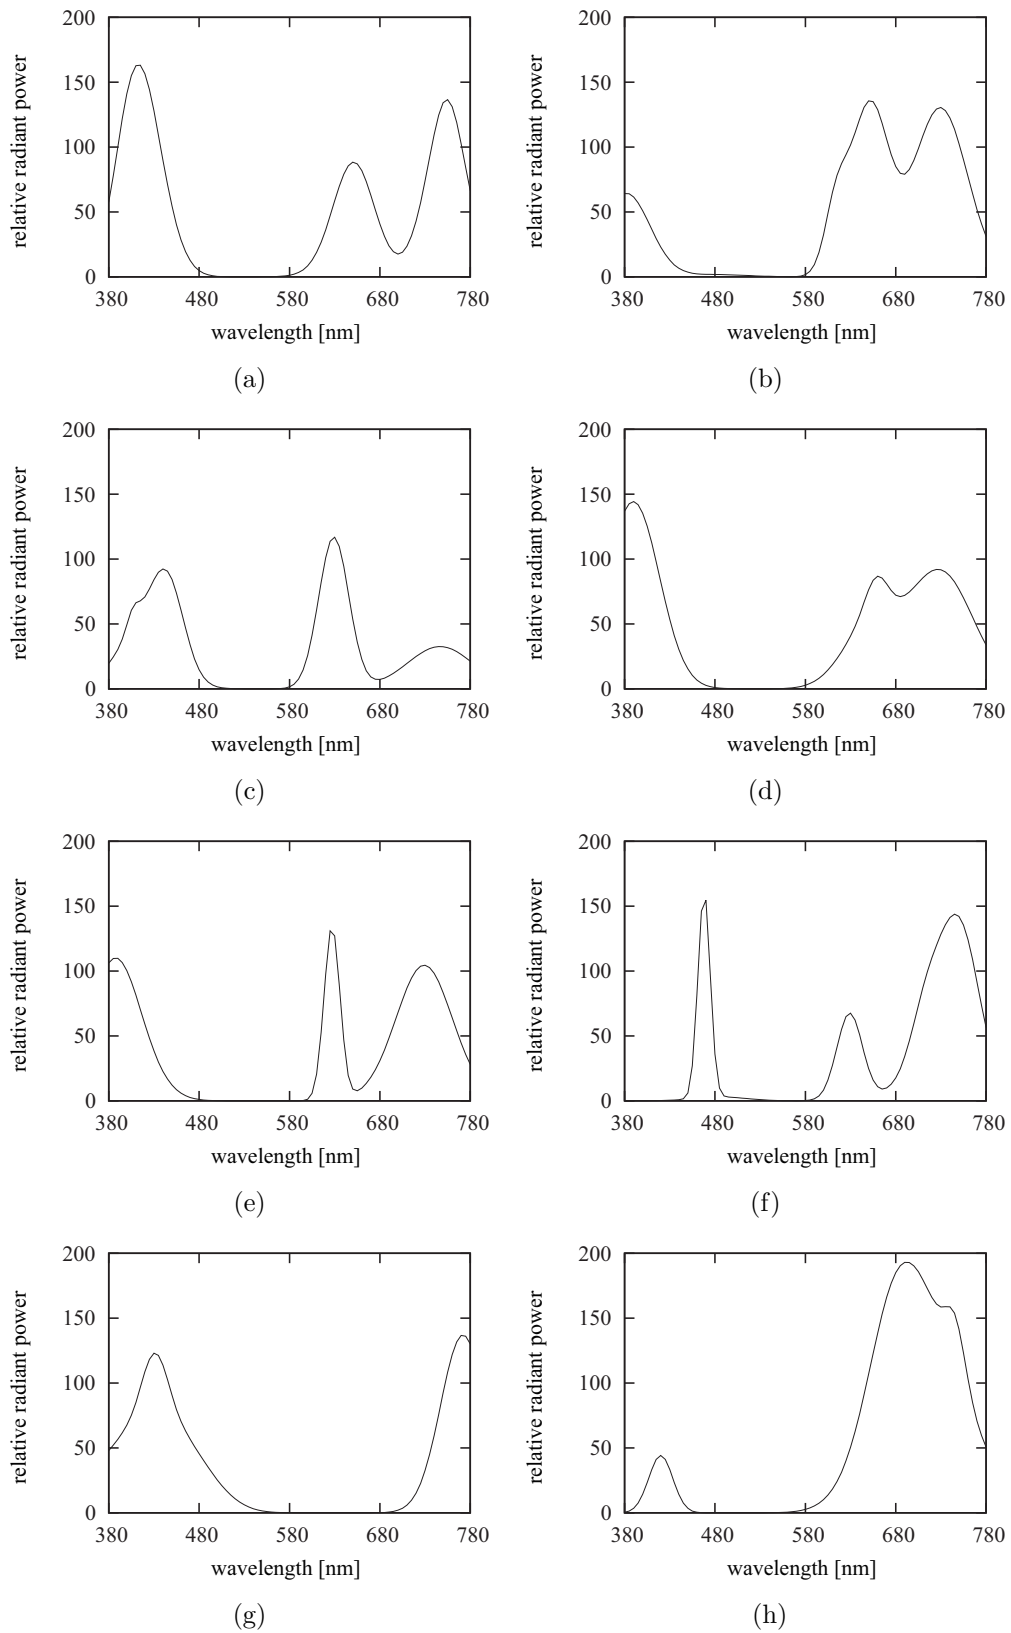 200 200
150 150
100 100
50 50
0 0
relative radiant power relative radiant power
380 480 580 680 780 380 480 580 680 780
wavelength [nm] wavelength [nm]
(a) (b)
200 200
150 150
100 100
50 50
0 0
relative radiant power relative radiant power
380 480 580 680 780 380 480 580 680 780
wavelength [nm] wavelength [nm]
(c) (d)
200 200
150 150
100 100
50 50
0 0
relative radiant power relative radiant power
380 480 580 680 780 380 480 580 680 780
wavelength [nm] wavelength [nm]
(e) (f)
200 200
150 150
100 100
50 50
0 0
relative radiant power relative radiant power
380 480 580 680 780 380 480 580 680 780
wavelength [nm] wavelength [nm]
(g) (h)